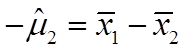 -μ̂₂ = x̅₁ - x̅₂